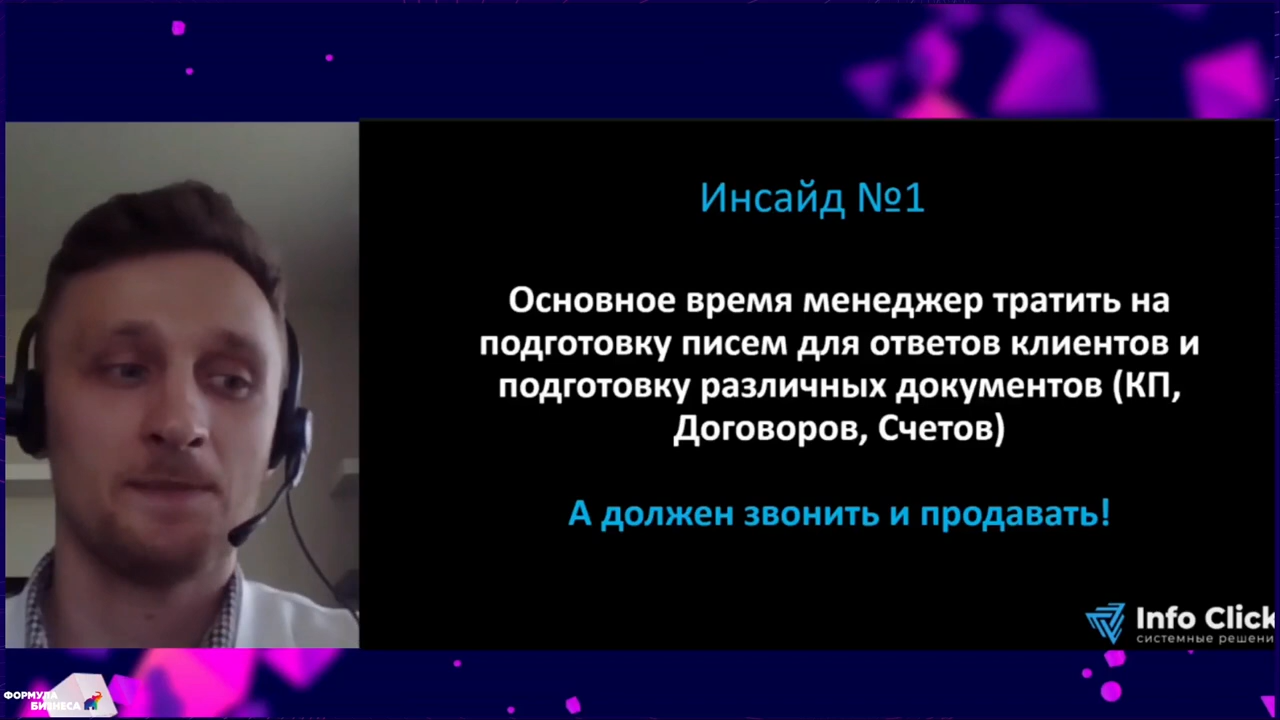 Инсайд №1
Основное время менеджер тратить на
подготовку писем для ответов клиентов и
подготовку различных документов (КП,
Договоров, Счетов)
А должен звонить и продавать!
Info Click
системные решени
ФОРМУЛА
БИЗНЕСА